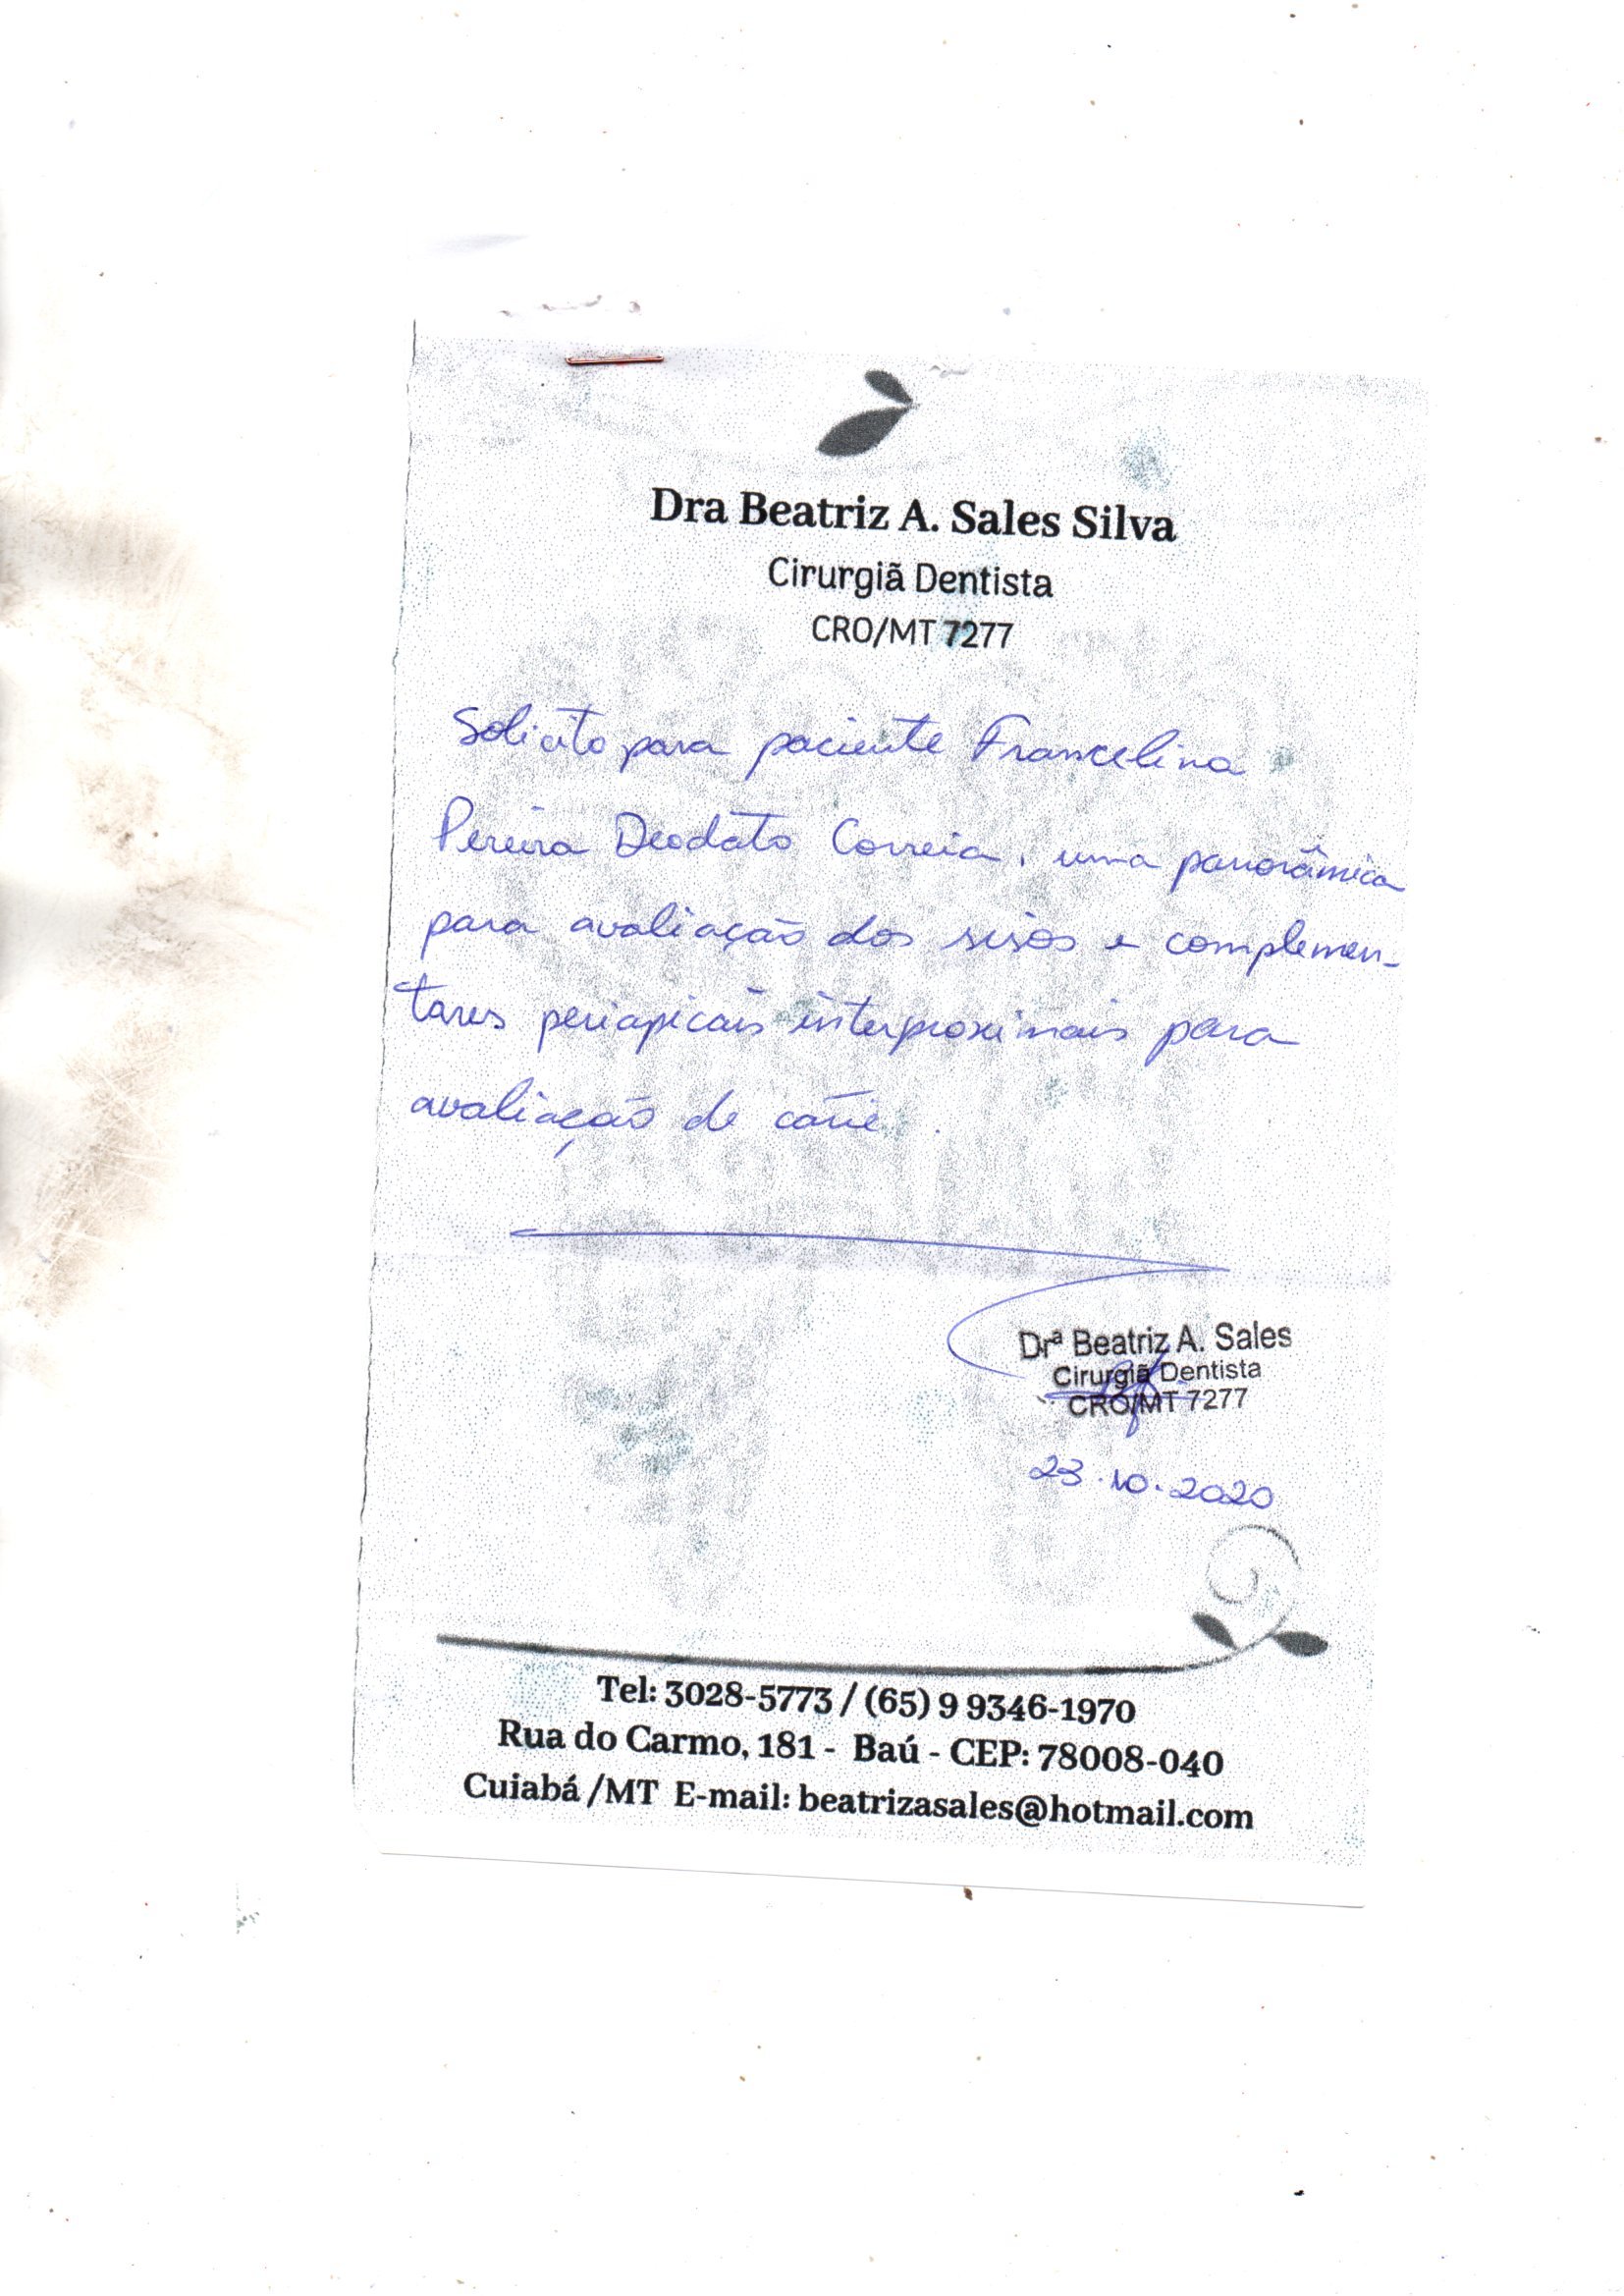 Dra Beatriz A. Sales Silva
Cirurgiã Dentista
CRO/MT 7277
Solicito para paciente Francelina
Pereira Deodato Correia, uma panorâmica
para avaliação dos sisos e complemen-
tares periapicais interproximais para
avaliação de cárie.
Drª Beatriz A. Sales
Cirurgiã Dentista
CRO/MT 7277
23.10.2020
Tel: 3028-5773 / (65) 9 9346-1970
Rua do Carmo, 181 - Baú - CEP: 78008-040
Cuiabá /MT E-mail: beatrizasales@hotmail.com